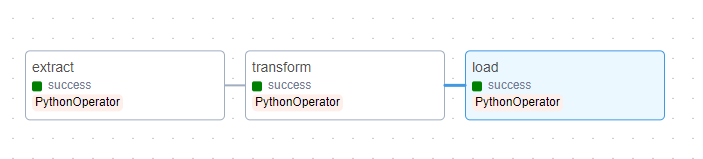 extract
success
PythonOperator
transform
success
PythonOperator
load
success
PythonOperator